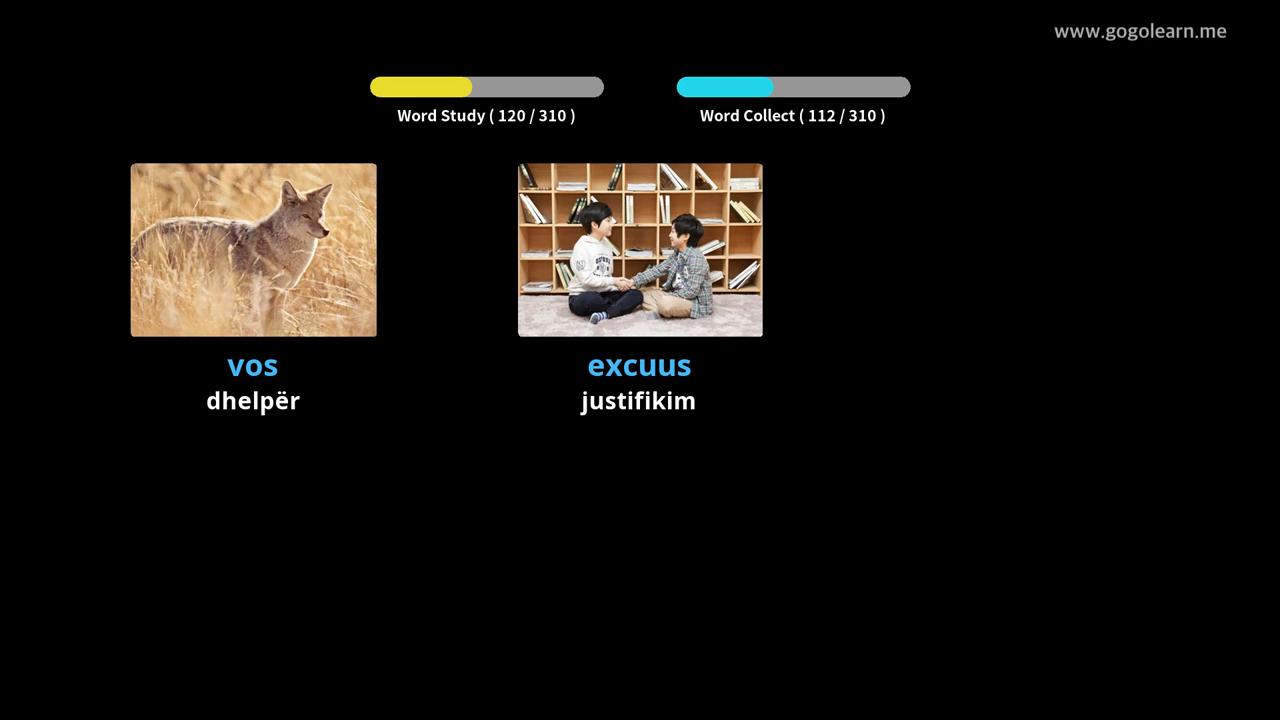 www.gogolearn.me
Word Study ( 120 / 310 )
Word Collect ( 112 / 310 )
vos
dhelpër
excuus
justifikim